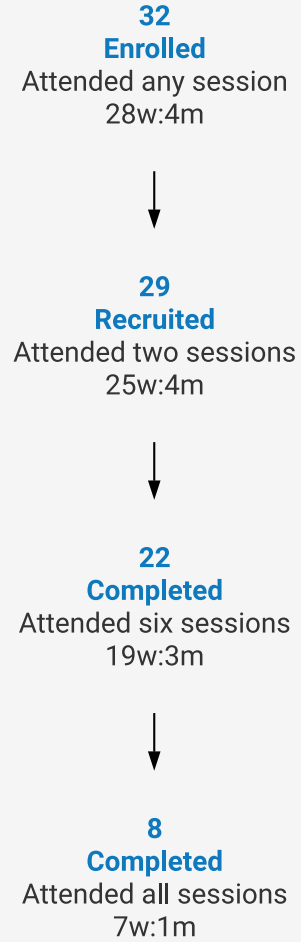 32
Enrolled
Attended any session
28w:4m
29
Recruited
Attended two sessions
25w:4m
22
Completed
Attended six sessions
19w:3m
8
Completed
Attended all sessions
7w:1m